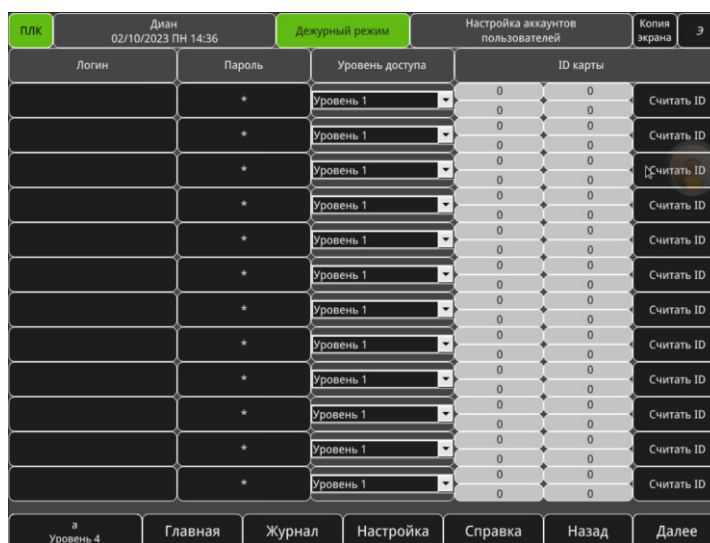 ПЛК
Диан
02/10/2023 ПН 14:36
Дежурный режим
Настройка аккаунтов
пользователей
Копия
экрана
Э
Логин Пароль Уровень доступа ID карты
* Уровень 1 0 0 Считать ID
0 0
* Уровень 1 0 0 Считать ID
0 0
* Уровень 1 0 0 Считать ID
0 0
* Уровень 1 0 0 Считать ID
0 0
* Уровень 1 0 0 Считать ID
0 0
* Уровень 1 0 0 Считать ID
0 0
* Уровень 1 0 0 Считать ID
0 0
* Уровень 1 0 0 Считать ID
0 0
* Уровень 1 0 0 Считать ID
0 0
* Уровень 1 0 0 Считать ID
0 0
* Уровень 1 0 0 Считать ID
0 0
* Уровень 1 0 0 Считать ID
0 0
а
Уровень 4
Главная Журнал Настройка Справка Назад Далее